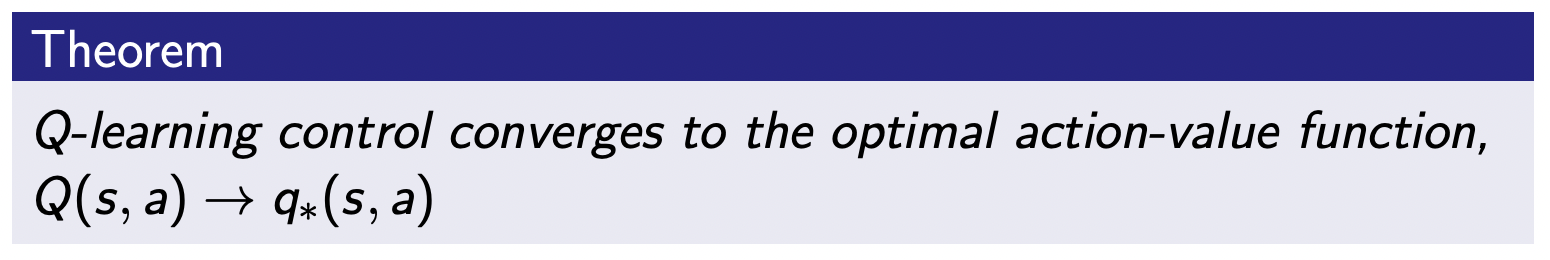 Theorem
Q-learning control converges to the optimal action-value function,
Q(s, a) → q∗(s, a)